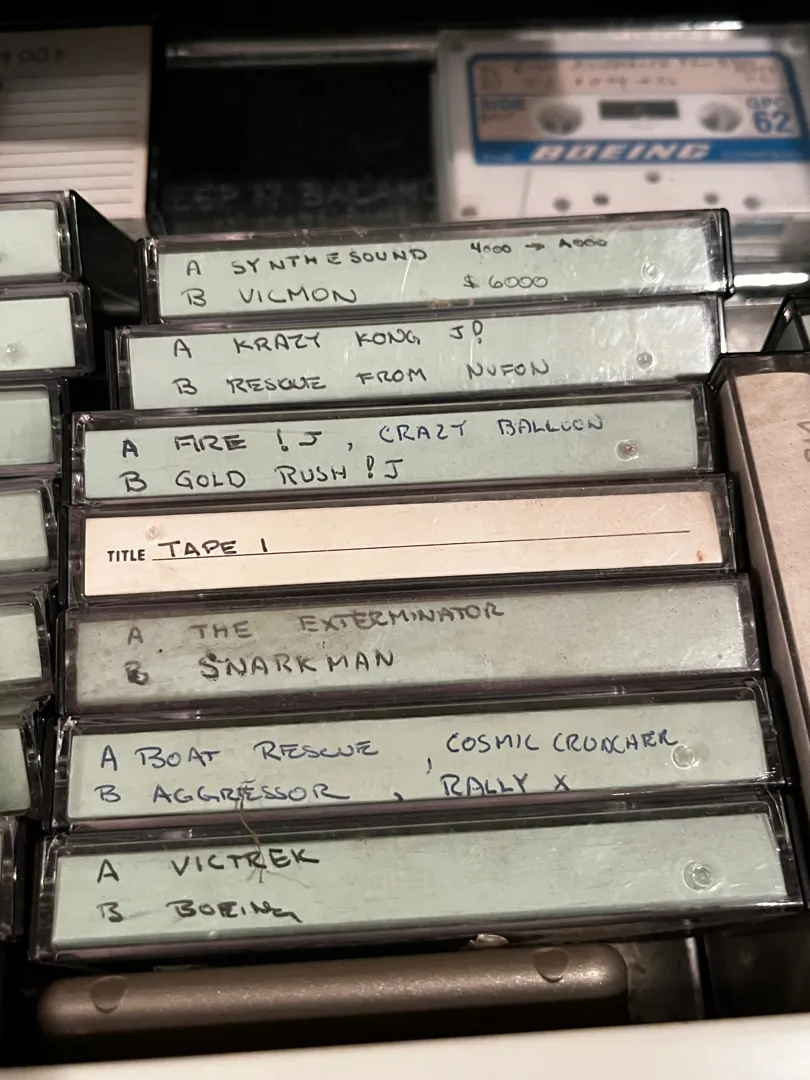 SIDE
62
BOEING
A SYNTHESOUND 4000 → A000
B VICMON $6000
A KRAZY KONG J!
B RESCUE FROM NUFON
A FIRE ! J , CRAZY BALLOON
B GOLD RUSH ! J
TITLE TAPE 1
A THE EXTERMINATOR
B SNARKMAN
A BOAT RESCUE , COSMIC CRUNCHER
B AGGRESSOR , RALLY X
A VICTREK
B BOEING